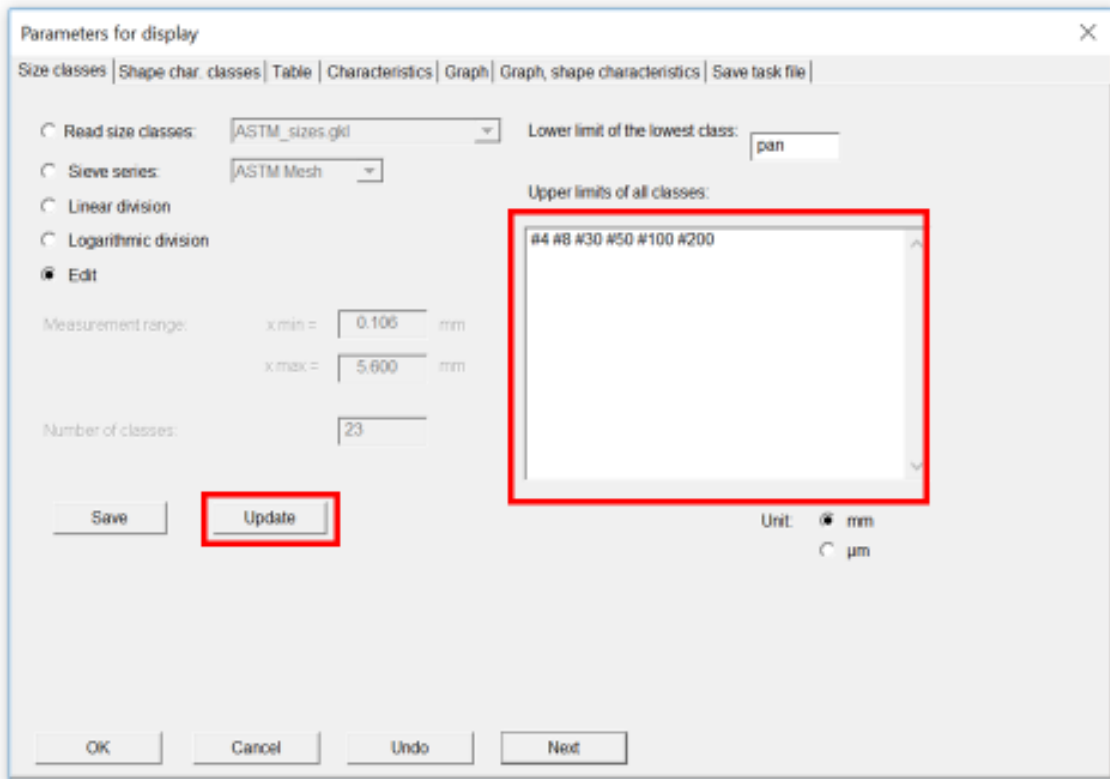 Parameters for display
Size classes Shape char. classes Table Characteristics Graph Graph, shape characteristics Save task file
Read size classes: ASTM_sizes.gkl
Sieve series: ASTM Mesh
Linear division
Logarithmic division
Edit
Measurement range: x min = 0.106 mm
x max = 5.600 mm
Number of classes: 23
Save Update
Lower limit of the lowest class: pan
Upper limits of all classes:
#4 #8 #30 #50 #100 #200
Unit: mm
µm
OK Cancel Undo Next